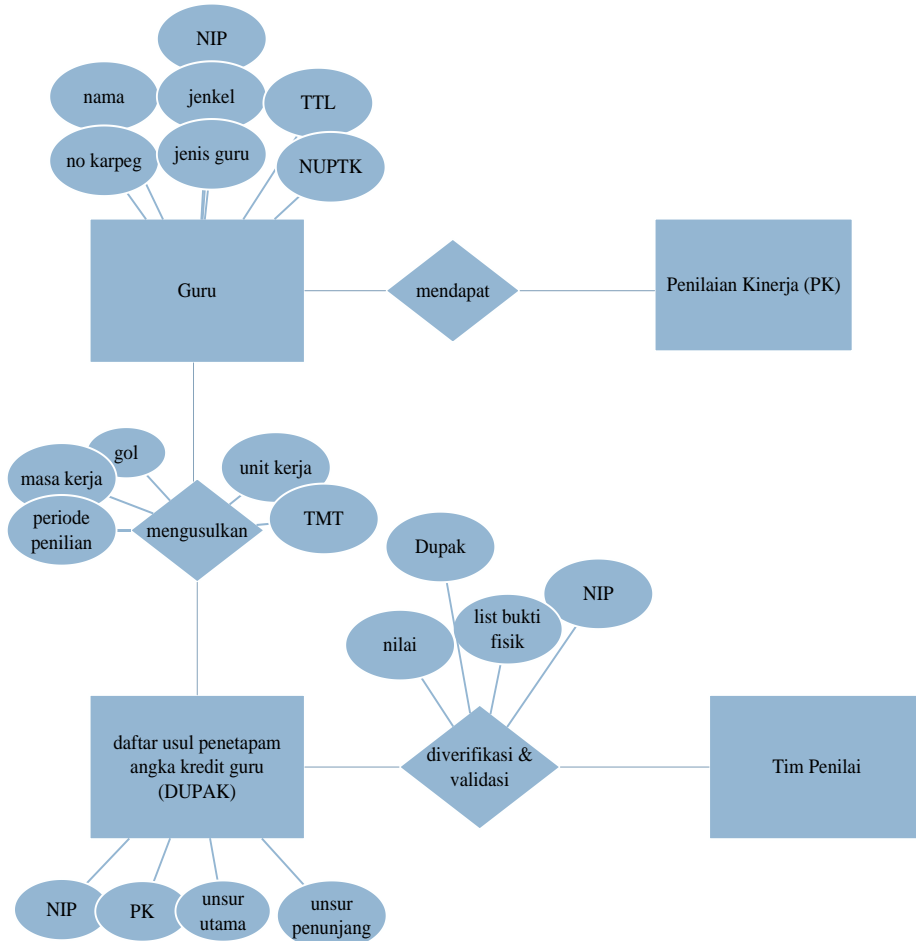 NIP
nama
jenkel
TTL
no karpeg
jenis guru
NUPTK
Guru
mendapat
Penilaian Kinerja (PK)
gol
masa kerja
unit kerja
periode
penilian
mengusulkan
TMT
Dupak
NIP
list bukti
fisik
nilai
daftar usul penetapam
angka kredit guru
(DUPAK)
diverifikasi &
validasi
Tim Penilai
NIP
PK
unsur
utama
unsur
penunjang